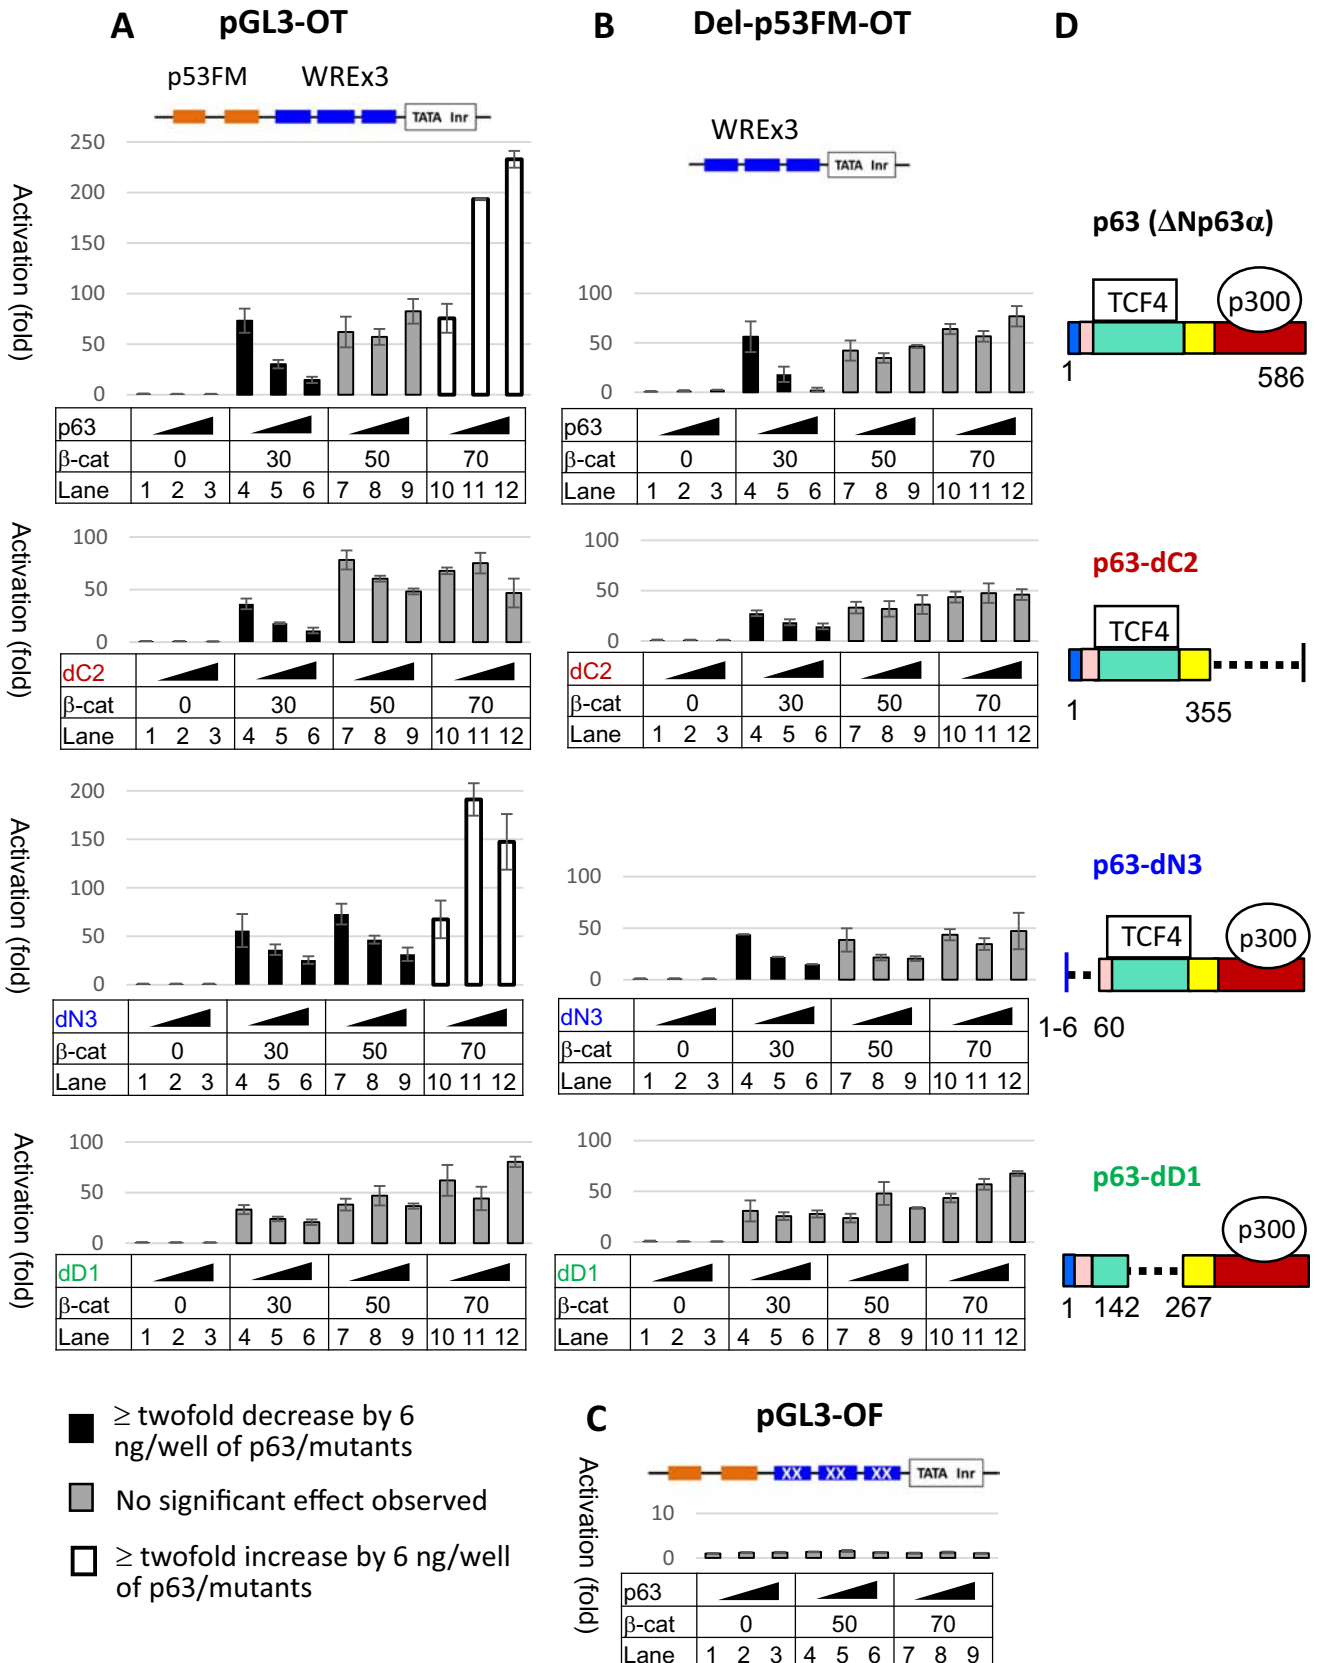 A pGL3-OT
p53FM WREx3
TATA Inr
Activation (fold)
250
200
150
100
50
0
p63
β-cat 0 30 50 70
Lane 1 2 3 4 5 6 7 8 9 10 11 12
Activation (fold)
100
50
0
dC2
β-cat 0 30 50 70
Lane 1 2 3 4 5 6 7 8 9 10 11 12
Activation (fold)
200
150
100
50
0
dN3
β-cat 0 30 50 70
Lane 1 2 3 4 5 6 7 8 9 10 11 12
Activation (fold)
100
50
0
dD1
β-cat 0 30 50 70
Lane 1 2 3 4 5 6 7 8 9 10 11 12
≥ twofold decrease by 6
ng/well of p63/mutants
No significant effect observed
≥ twofold increase by 6 ng/well
of p63/mutants
B Del-p53FM-OT
WREx3
TATA Inr
100
50
0
p63
β-cat 0 30 50 70
Lane 1 2 3 4 5 6 7 8 9 10 11 12
100
50
0
dC2
β-cat 0 30 50 70
Lane 1 2 3 4 5 6 7 8 9 10 11 12
100
50
0
dN3
β-cat 0 30 50 70
Lane 1 2 3 4 5 6 7 8 9 10 11 12
100
50
0
dD1
β-cat 0 30 50 70
Lane 1 2 3 4 5 6 7 8 9 10 11 12
C pGL3-OF
XX XX XX TATA Inr
Activation (fold)
10
0
p63
β-cat 0 50 70
Lane 1 2 3 4 5 6 7 8 9
D
p63 (ΔNp63α)
TCF4 p300
1 586
p63-dC2
TCF4
1 355
p63-dN3
TCF4 p300
1-6 60
p63-dD1
p300
1 142 267